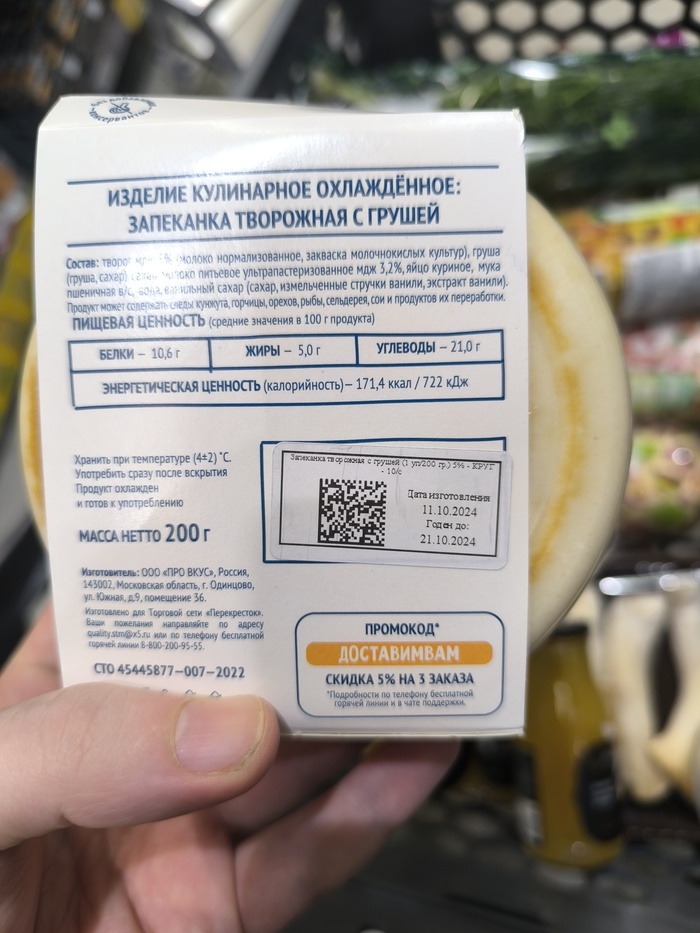 ИЗДЕЛИЕ КУЛИНАРНОЕ ОХЛАЖДЁННОЕ:
ЗАПЕКАНКА ТВОРОЖНАЯ С ГРУШЕЙ
Состав: творог мдж 5% (молоко нормализованное, закваска молочнокислых культур), груша
(груша, сахар), молоко питьевое ультрапастеризованное мдж 3,2%, яйцо куриное, мука
пшеничная в/с, вода, ванильный сахар (сахар, измельченные стручки ванили, экстракт ванили).
Продукт может содержать следы кунжута, горчицы, орехов, рыбы, сельдерея, сои и продуктов их переработки.
ПИЩЕВАЯ ЦЕННОСТЬ (средние значения в 100 г продукта)
БЕЛКИ – 10,6 г
ЖИРЫ – 5,0 г
УГЛЕВОДЫ – 21,0 г
ЭНЕРГЕТИЧЕСКАЯ ЦЕННОСТЬ (калорийность)– 171,4 ккал / 722 кДж
Хранить при температуре (4±2) °С.
Употребить сразу после вскрытия
Продукт охлажден
и готов к употреблению
МАССА НЕТТО 200 г
Запеканка творожная с грушей (1 уп/200 гр.) 5% - КРУГ
- 10/с
Дата изготовления
11.10.2024
Годен до:
21.10.2024
Изготовитель: ООО «ПРО ВКУС», Россия,
143002, Московская область, г. Одинцово,
ул. Южная, д.9, помещение 36.
Изготовлено для Торговой сети «Перекресток».
Ваши пожелания направляйте по адресу
quality.stm@x5.ru или по телефону бесплатной
горячей линии 8-800-200-95-55.
СТО 45445877–007–2022
ПРОМОКОД*
ДОСТАВИМВАМ
СКИДКА 5% НА 3 ЗАКАЗА
*Подробности по телефону бесплатной
горячей линии и в чате поддержки.